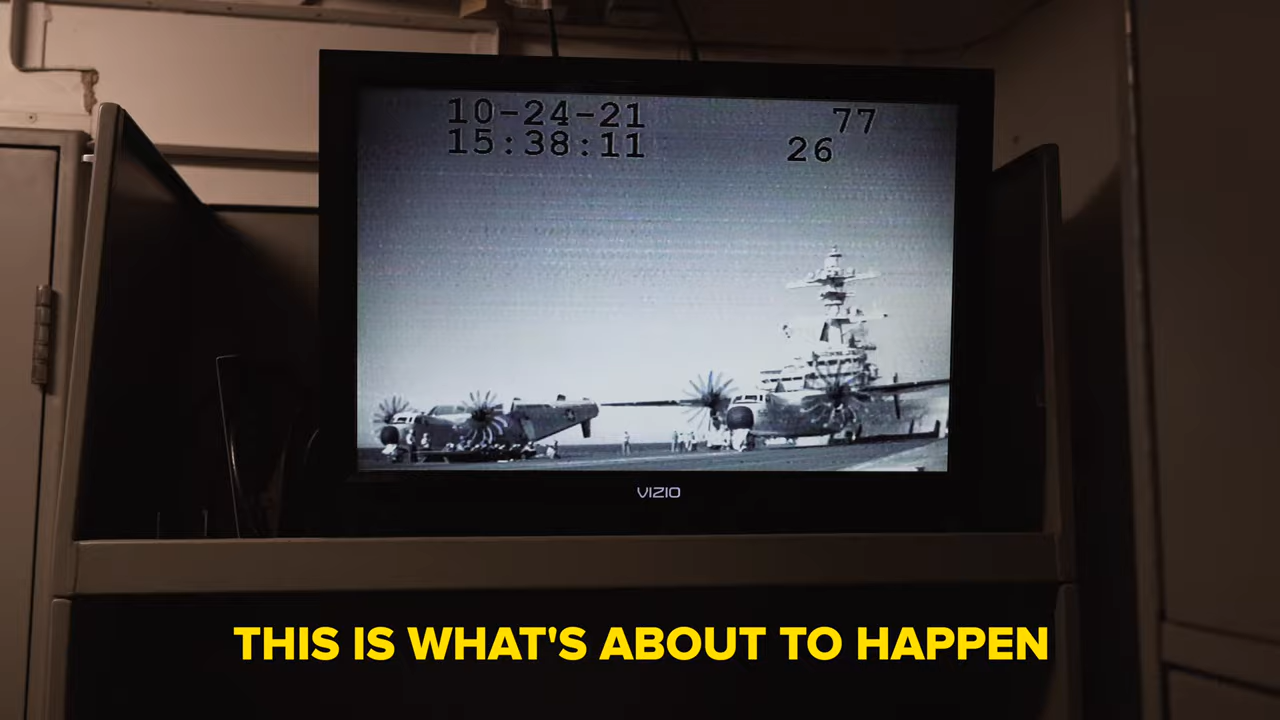 10-24-21
77
15:38:11
26
VIZIO
THIS IS WHAT'S ABOUT TO HAPPEN